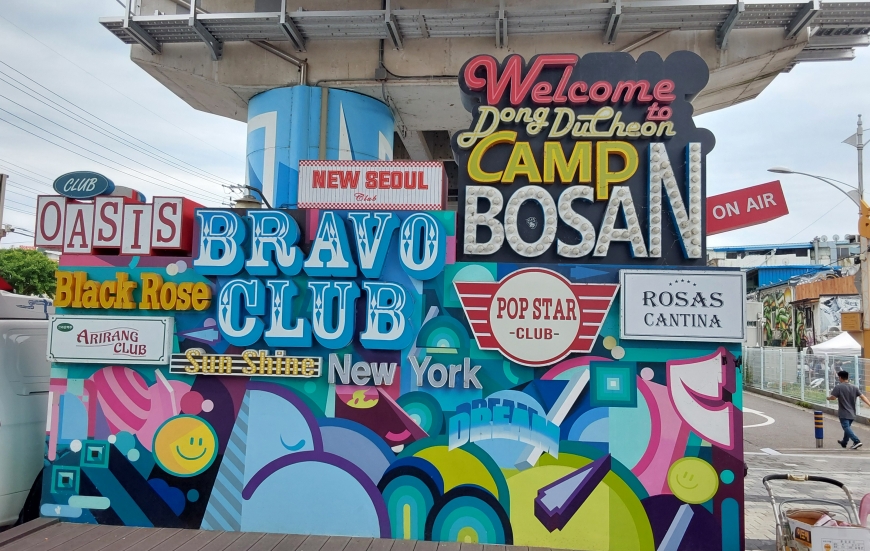 Welcome
to
Dong DuCheon
CAMP
BOSAN
ON AIR
NEW SEOUL
Club
CLUB
OASIS
BRAVO
CLUB
Black Rose
ARIRANG
CLUB
Sun Shine
New York
POP STAR
-CLUB-
ROSAS
CANTINA
DREAM